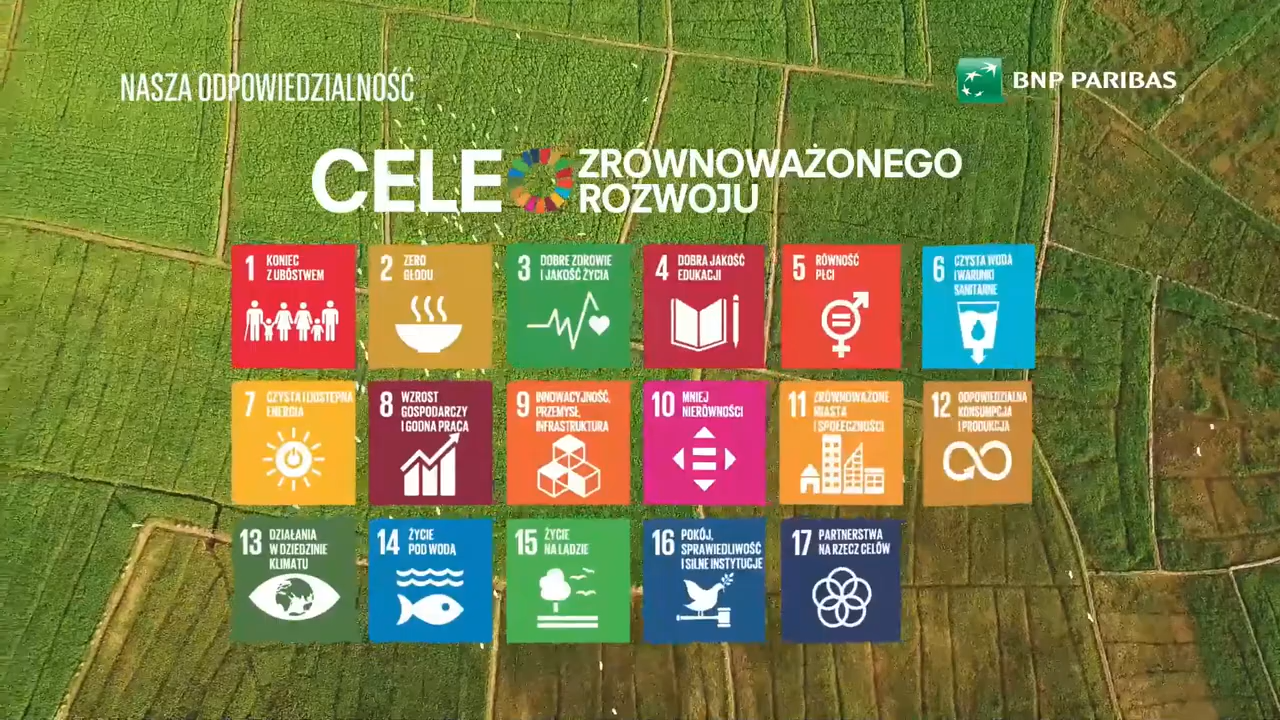 NASZA ODPOWIEDZIALNOŚĆ
BNP PARIBAS
CELE ZRÓWNOWAŻONEGO
ROZWOJU
1 KONIEC
Z UBÓSTWEM
2 ZERO
GŁODU
3 DOBRE ZDROWIE
I JAKOŚĆ ŻYCIA
4 DOBRA JAKOŚĆ
EDUKACJI
5 RÓWNOŚĆ
PŁCI
6 CZYSTA WODA
I WARUNKI
SANITARNE
7 CZYSTA I DOSTĘPNA
ENERGIA
8 WZROST
GOSPODARCZY
I GODNA PRACA
9 INNOWACYJNOŚĆ,
PRZEMYSŁ,
INFRASTRUKTURA
10 MNIEJ
NIERÓWNOŚCI
11 ZRÓWNOWAŻONE
MIASTA
I SPOŁECZNOŚCI
12 ODPOWIEDZIALNA
KONSUMPCJA
I PRODUKCJA
13 DZIAŁANIA
W DZIEDZINIE
KLIMATU
14 ŻYCIE
POD WODĄ
15 ŻYCIE
NA LĄDZIE
16 POKÓJ,
SPRAWIEDLIWOŚĆ
I SILNE INSTYTUCJE
17 PARTNERSTWA
NA RZECZ CELÓW